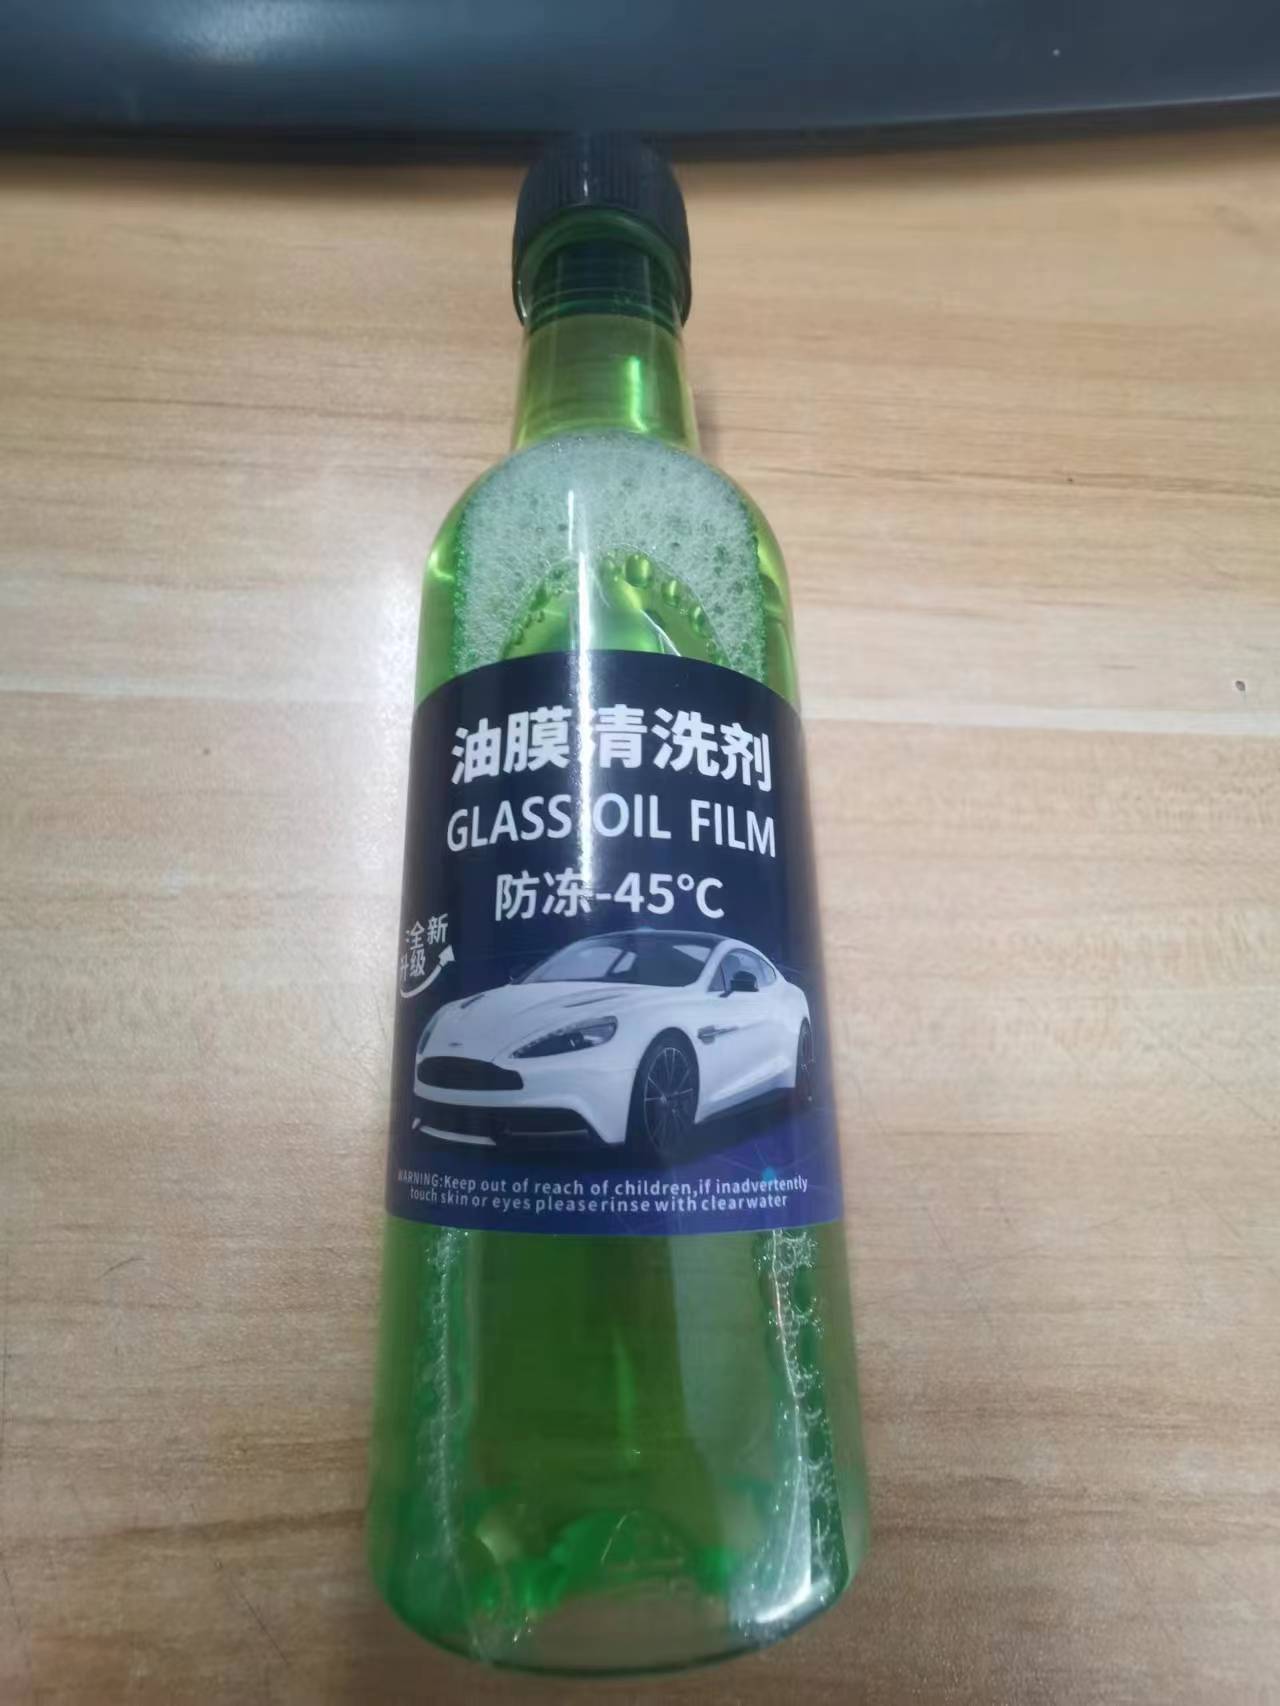 油膜清洗剂
GLASS OIL FILM
防冻-45℃
全新
升级
WARNING:Keep out of reach of children,if inadvertently
touch skin or eyes pleaserinse with clearwater